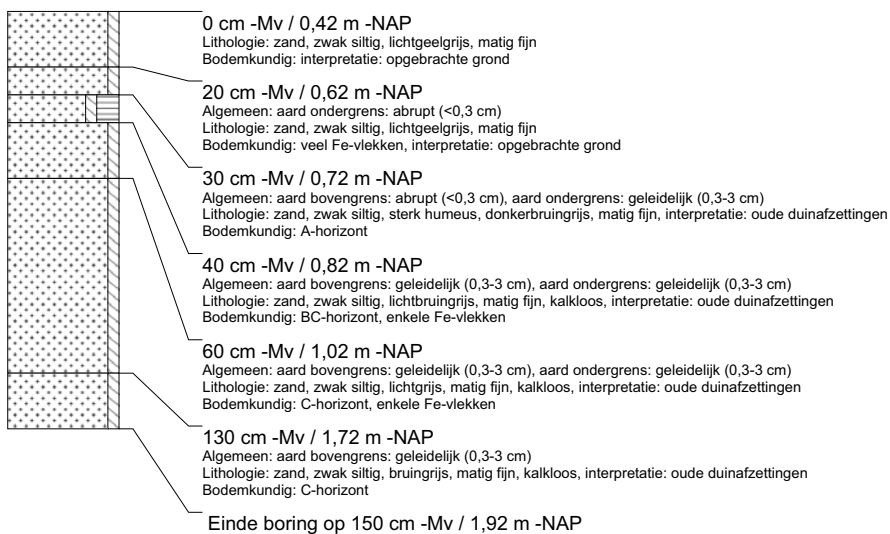 0 cm -Mv / 0,42 m -NAP
Lithologie: zand, zwak siltig, lichtgeelgrijs, matig fijn
Bodemkundig: interpretatie: opgebrachte grond
20 cm -Mv / 0,62 m -NAP
Algemeen: aard ondergrens: abrupt (<0,3 cm)
Lithologie: zand, zwak siltig, lichtgeelgrijs, matig fijn
Bodemkundig: veel Fe-vlekken, interpretatie: opgebrachte grond
30 cm -Mv / 0,72 m -NAP
Algemeen: aard bovengrens: abrupt (<0,3 cm), aard ondergrens: geleidelijk (0,3-3 cm)
Lithologie: zand, zwak siltig, sterk humeus, donkerbruingrijs, matig fijn, interpretatie: oude duinafzettingen
Bodemkundig: A-horizont
40 cm -Mv / 0,82 m -NAP
Algemeen: aard bovengrens: geleidelijk (0,3-3 cm), aard ondergrens: geleidelijk (0,3-3 cm)
Lithologie: zand, zwak siltig, lichtbruingrijs, matig fijn, kalkloos, interpretatie: oude duinafzettingen
Bodemkundig: BC-horizont, enkele Fe-vlekken
60 cm -Mv / 1,02 m -NAP
Algemeen: aard bovengrens: geleidelijk (0,3-3 cm), aard ondergrens: geleidelijk (0,3-3 cm)
Lithologie: zand, zwak siltig, lichtgrijs, matig fijn, kalkloos, interpretatie: oude duinafzettingen
Bodemkundig: C-horizont, enkele Fe-vlekken
130 cm -Mv / 1,72 m -NAP
Algemeen: aard bovengrens: geleidelijk (0,3-3 cm)
Lithologie: zand, zwak siltig, bruingrijs, matig fijn, kalkloos, interpretatie: oude duinafzettingen
Bodemkundig: C-horizont
Einde boring op 150 cm -Mv / 1,92 m -NAP